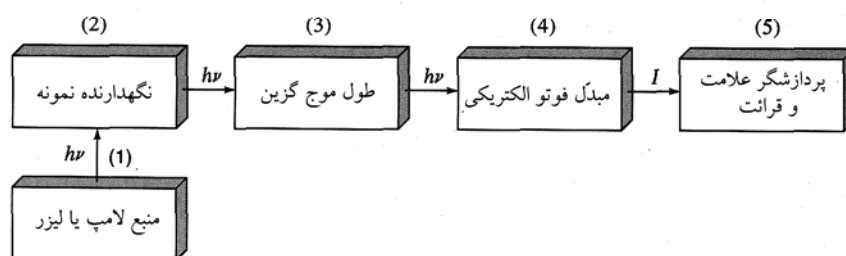 (2)
(3)
(4)
(5)
نگهدارنده نمونه
hν
طول موج گزین
hν
مبدّل فوتو الکتریکی
I
پردازشگر علامت
و قرائت
hν
(1)
منبع لامپ یا لیزر